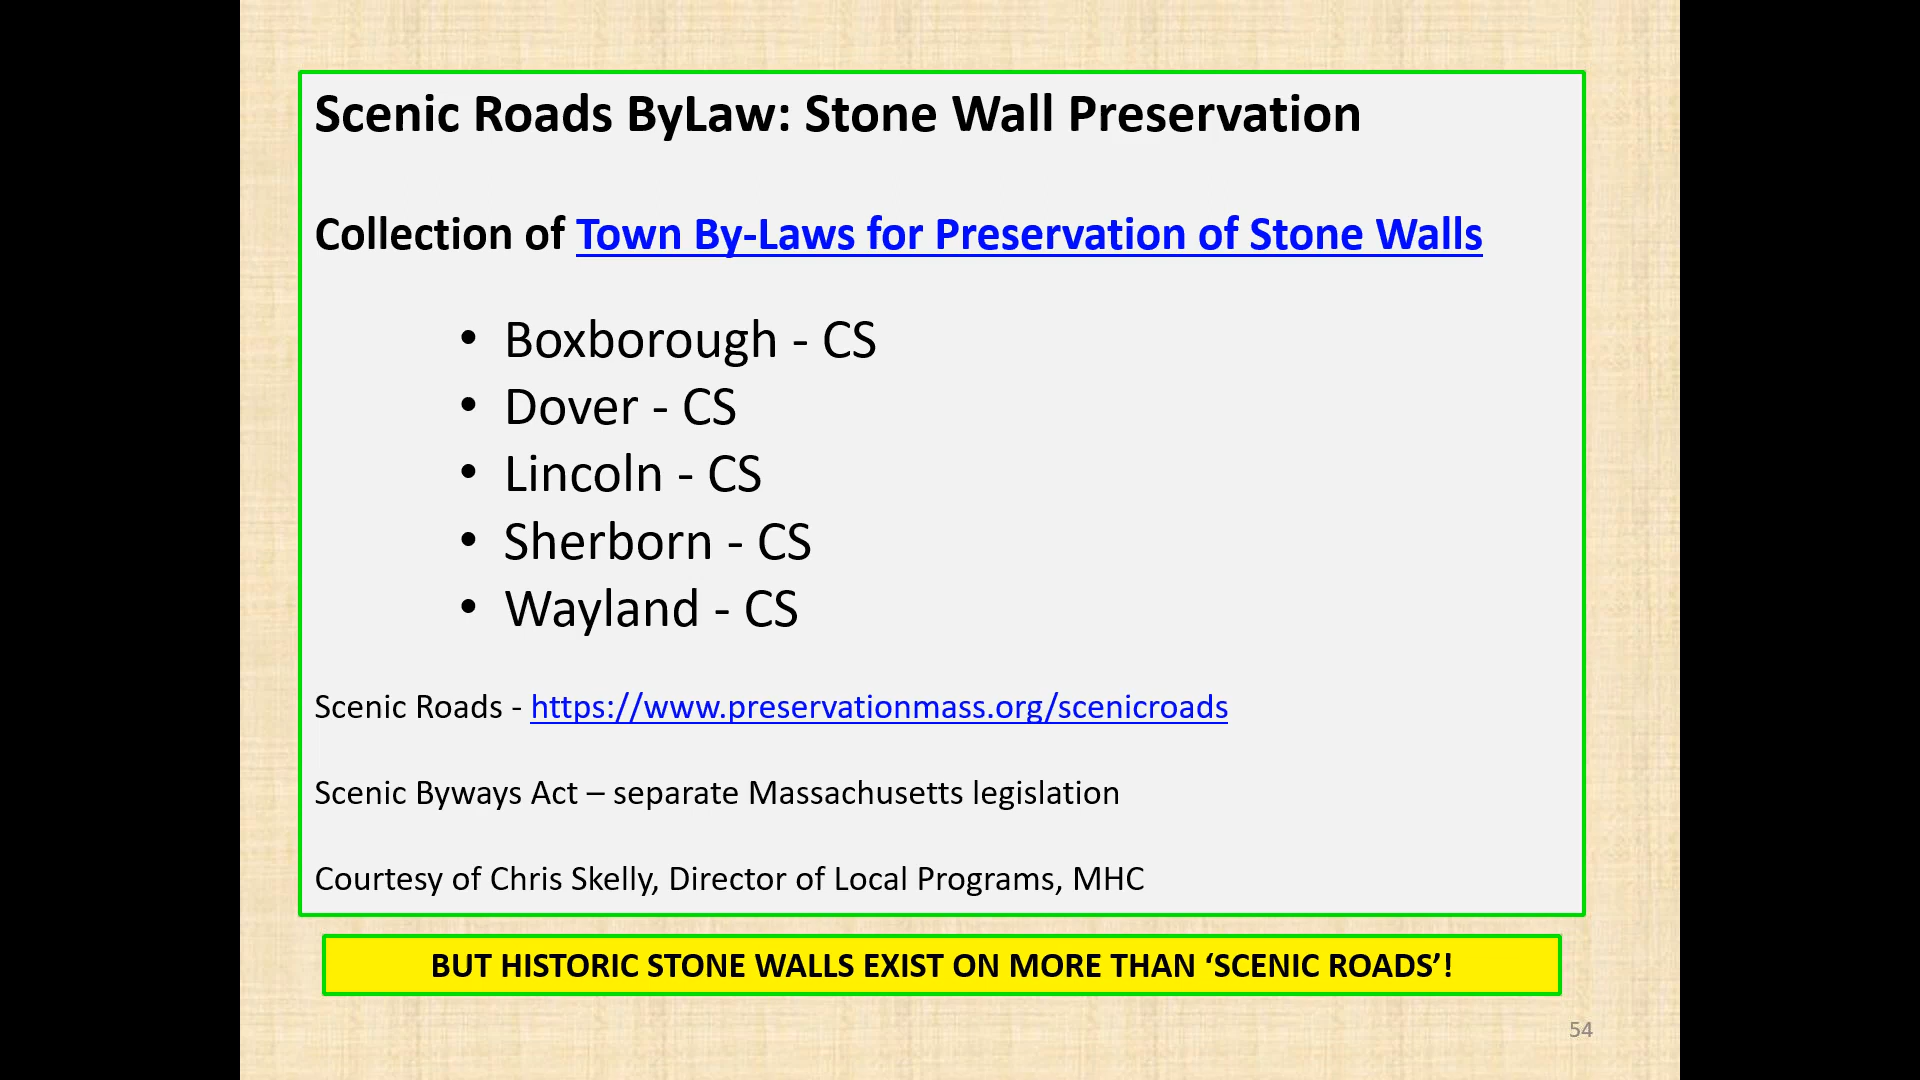 Scenic Roads ByLaw: Stone Wall Preservation
Collection of Town By-Laws for Preservation of Stone Walls
• Boxborough - CS
• Dover - CS
• Lincoln - CS
• Sherborn - CS
• Wayland - CS
Scenic Roads - https://www.preservationmass.org/scenicroads
Scenic Byways Act – separate Massachusetts legislation
Courtesy of Chris Skelly, Director of Local Programs, MHC
BUT HISTORIC STONE WALLS EXIST ON MORE THAN ‘SCENIC ROADS’!
54